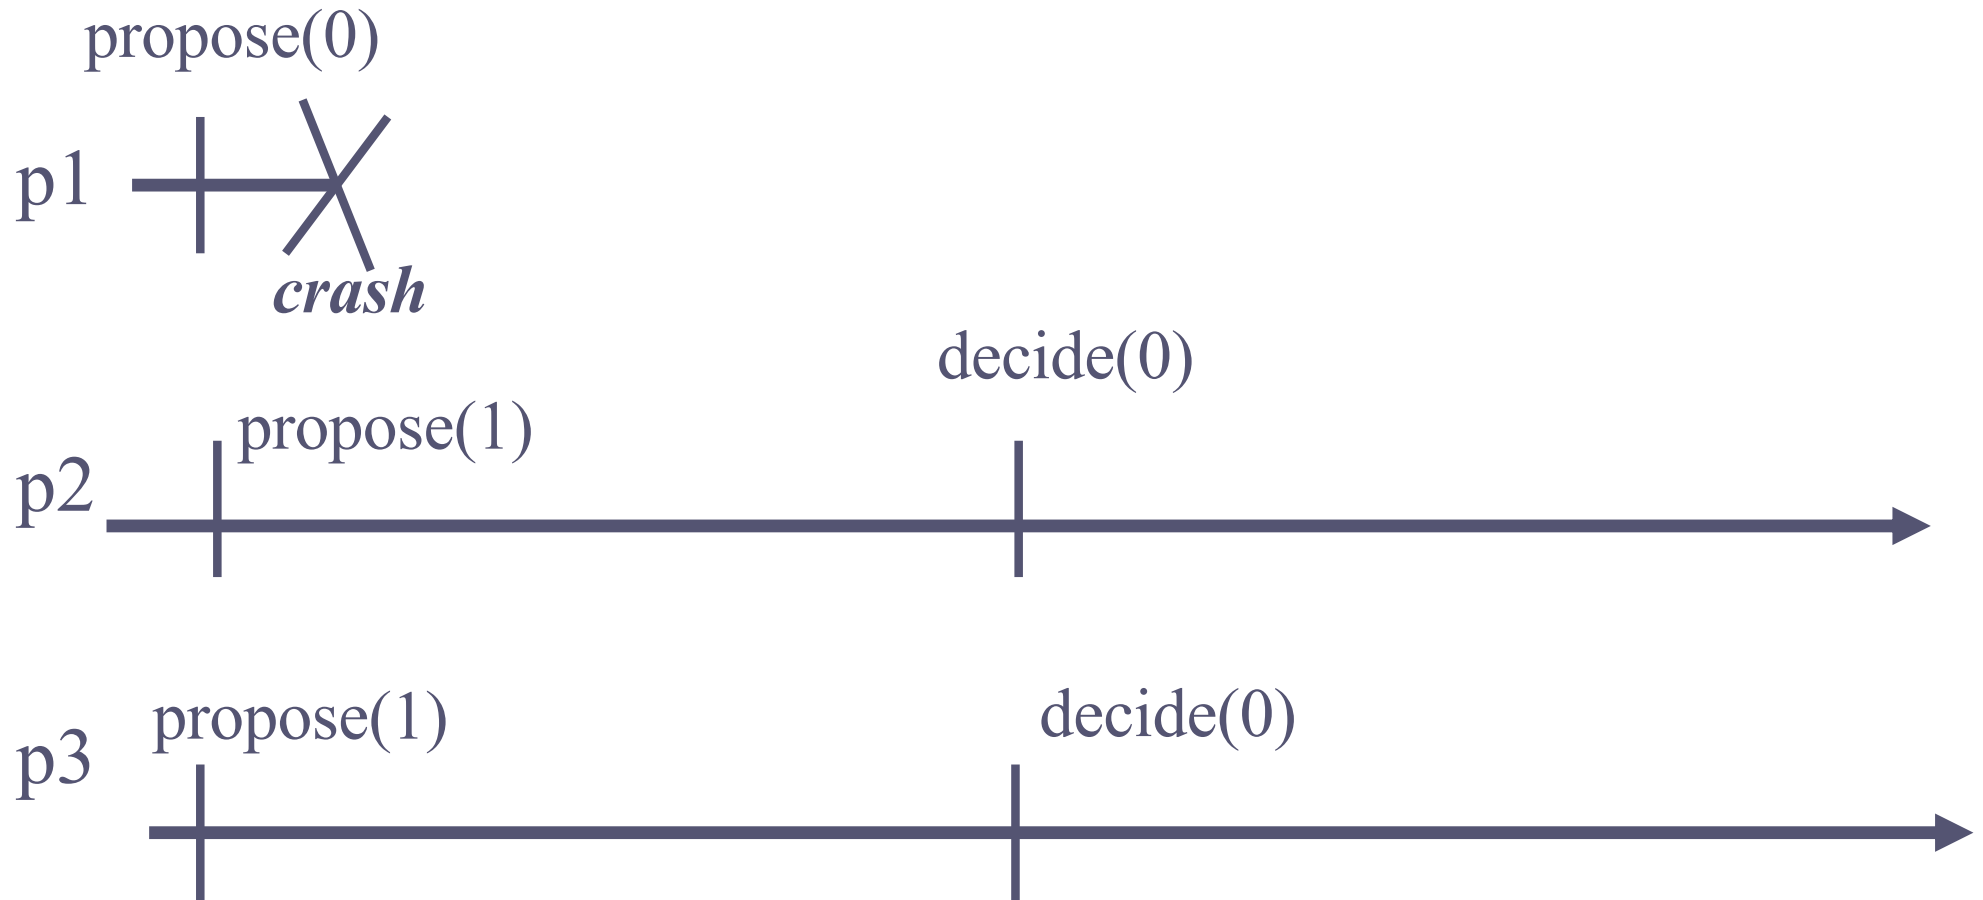 propose(0)
p1
crash
decide(0)
propose(1)
p2
propose(1)
decide(0)
p3